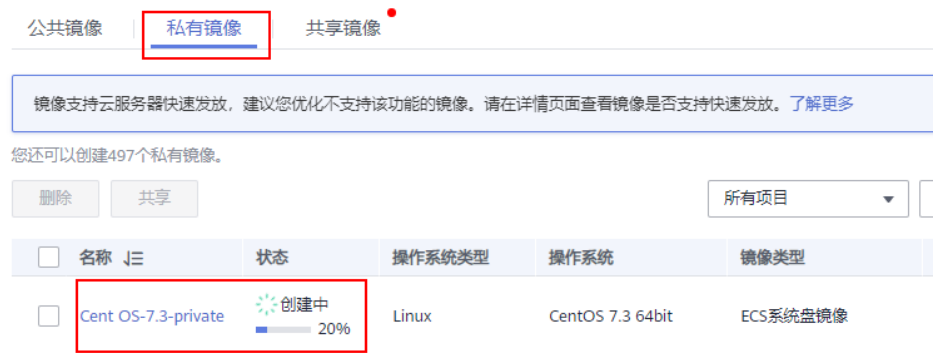 公共镜像 私有镜像 共享镜像
镜像支持云服务器快速发放，建议您优化不支持该功能的镜像。请在详情页面查看镜像是否支持快速发放。了解更多
您还可以创建497个私有镜像。
删除 共享 所有项目
名称 状态 操作系统类型 操作系统 镜像类型
Cent OS-7.3-private 创建中 20% Linux CentOS 7.3 64bit ECS系统盘镜像